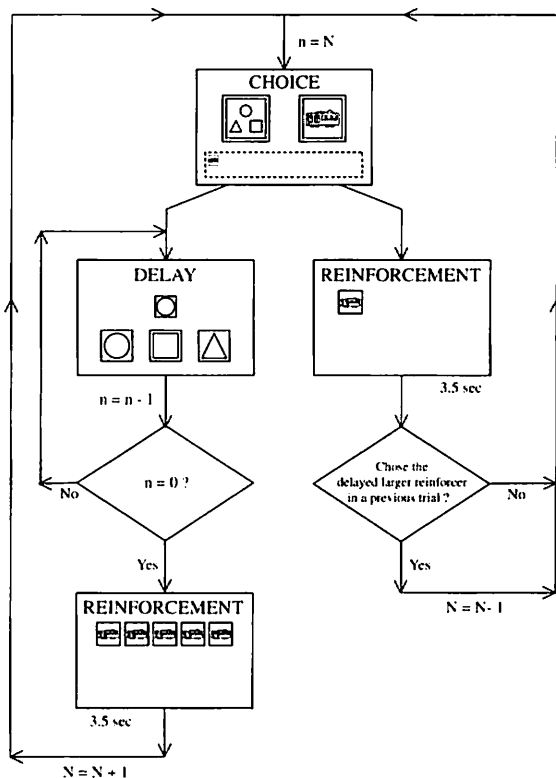 n = N
CHOICE
DELAY
REINFORCEMENT
n = n - 1
3.5 sec
n = 0 ?
No
Yes
Chose the
delayed larger reinforcer
in a previous trial ?
No
Yes
N = N- 1
REINFORCEMENT
3.5 sec
N = N + 1